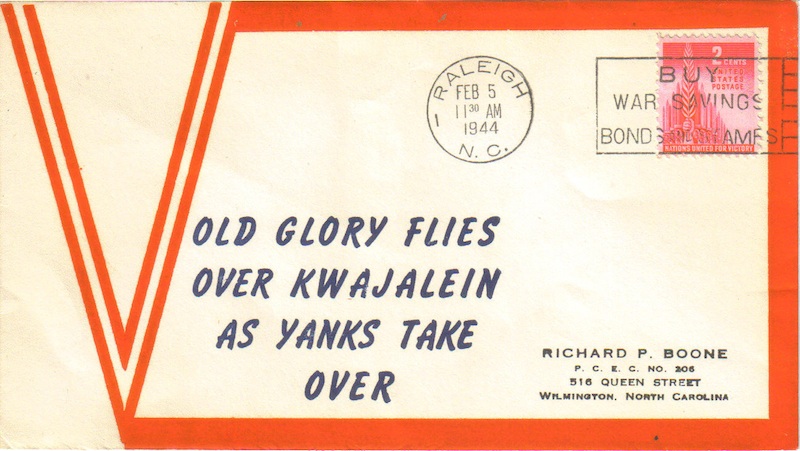 RALEIGH
FEB 5
11 30 AM
1944
N. C.
1
2
CENTS
UNITED
STATES
POSTAGE
NATIONS UNITED FOR VICTORY
BUY
WAR SAVINGS
BONDS AND STAMPS
OLD GLORY FLIES
OVER KWAJALEIN
AS YANKS TAKE
OVER
RICHARD P. BOONE
P. C. E. C. NO. 206
516 QUEEN STREET
WILMINGTON, NORTH CAROLINA